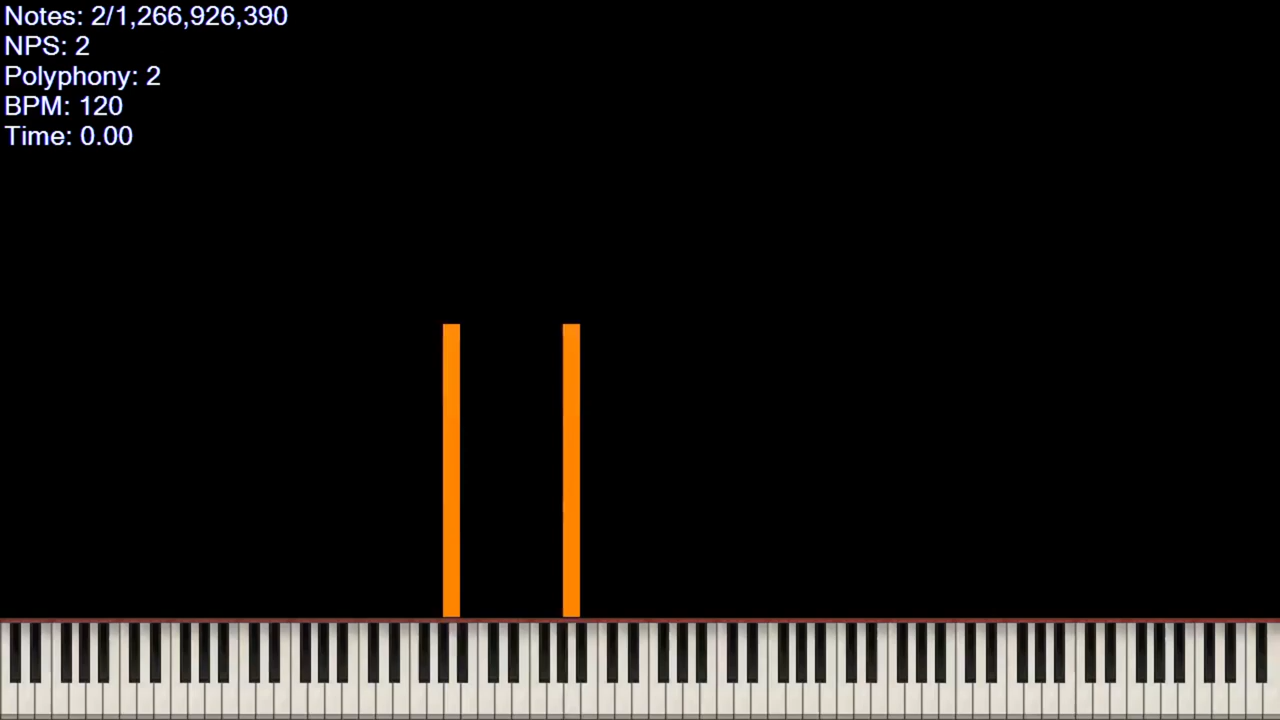 Notes: 2/1,266,926,390
NPS: 2
Polyphony: 2
BPM: 120
Time: 0.00